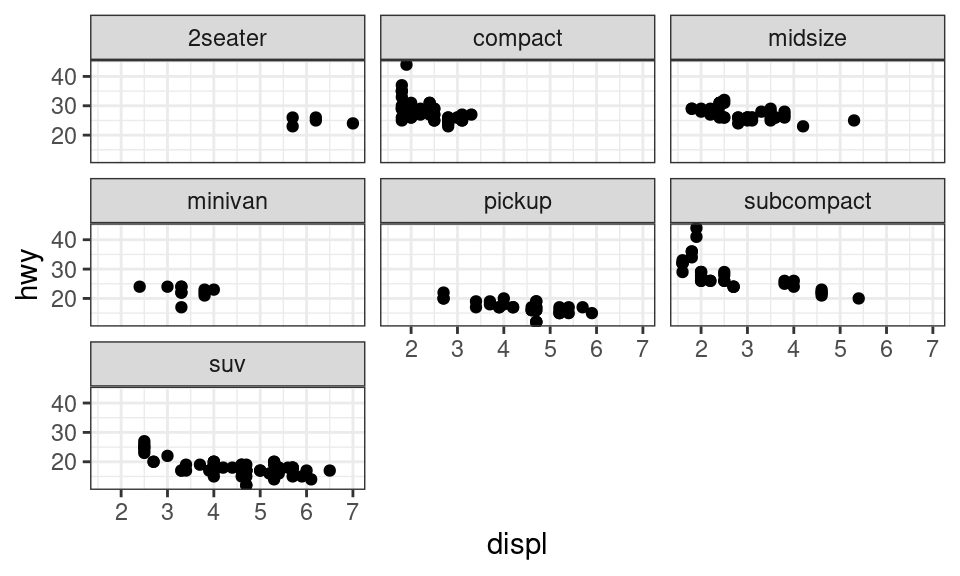 2seater compact midsize
40
30
20
minivan pickup subcompact
40
30
20
2 3 4 5 6 7 2 3 4 5 6 7
suv
40
30
20
2 3 4 5 6 7
hwy
displ